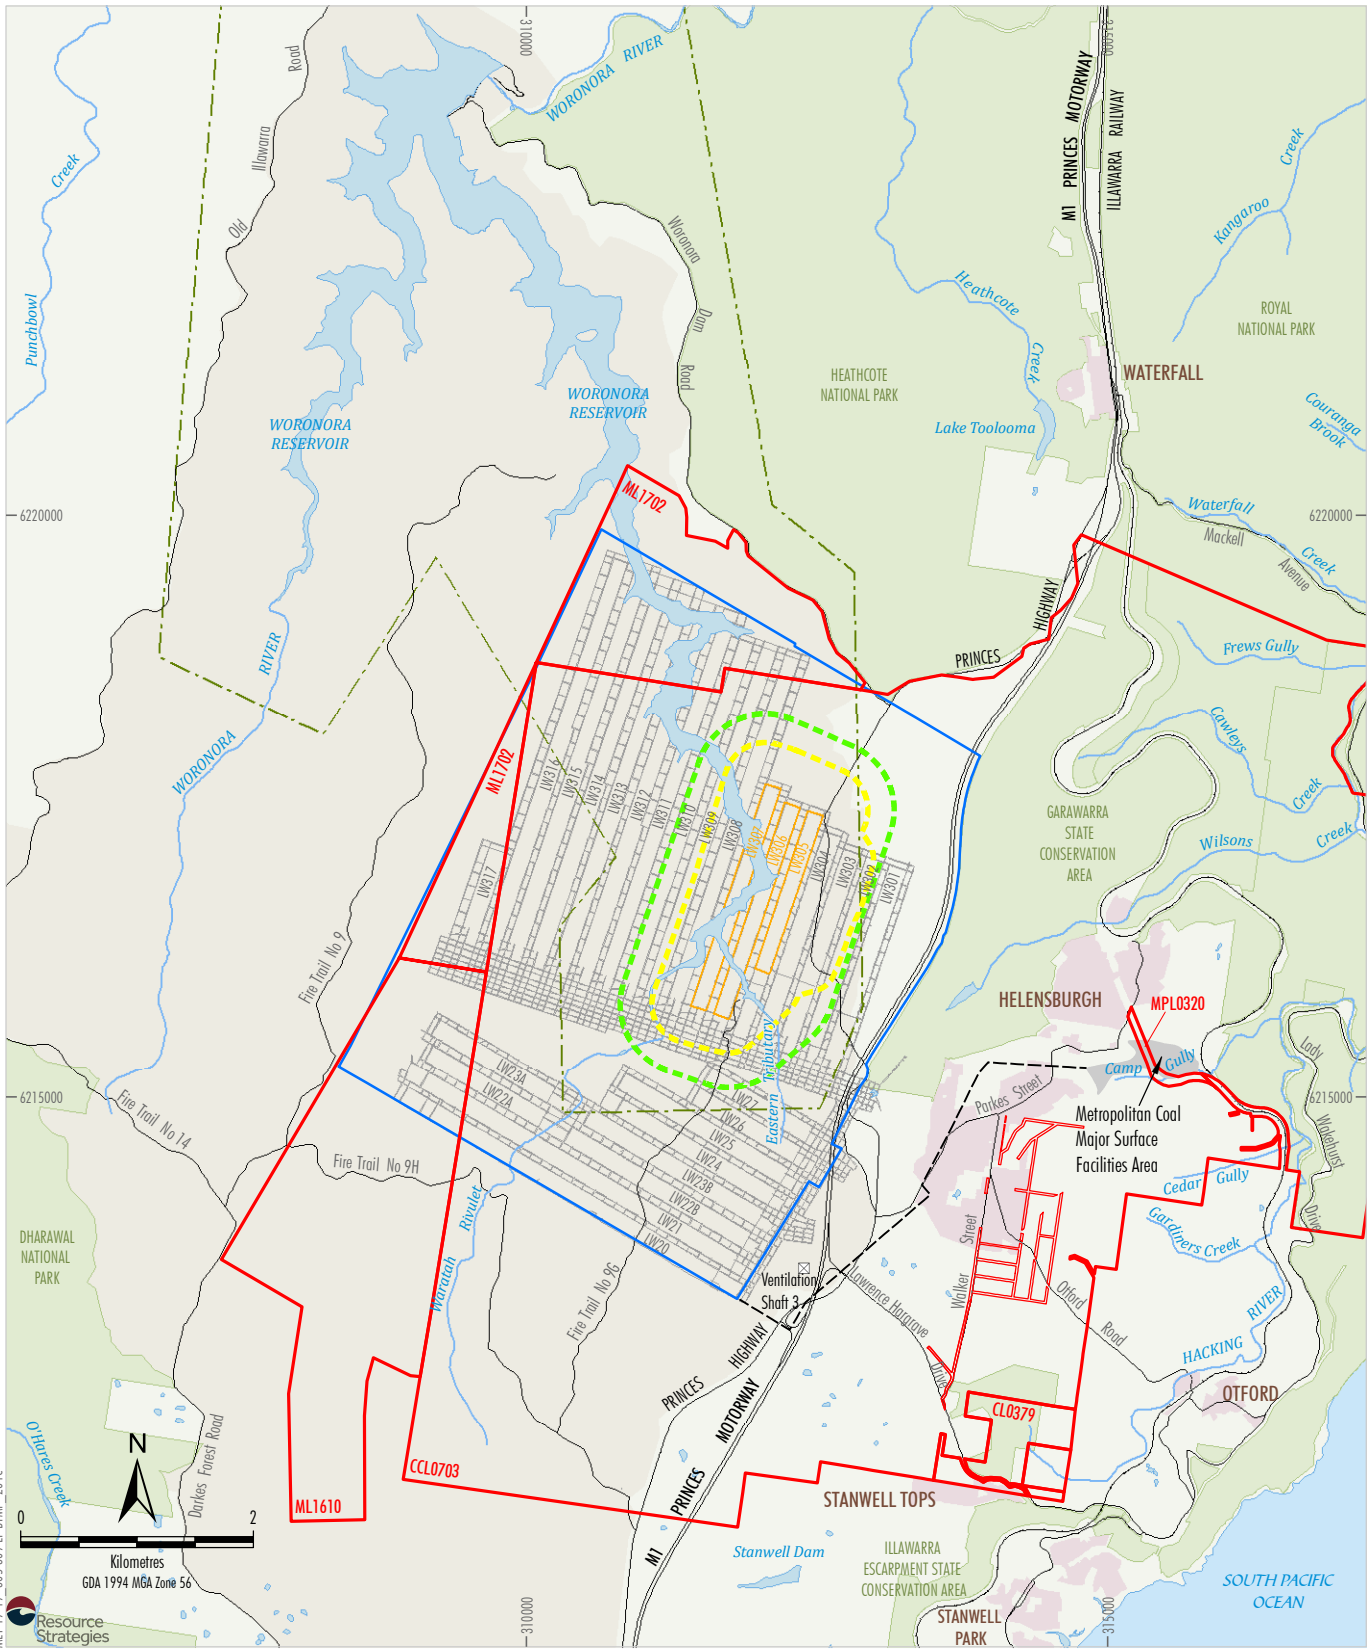 310000
315000
Road
WORONORA RIVER
M1 PRINCES MOTORWAY
ILLAWARRA RAILWAY
Creek
Illawarra
Creek
Kangaroo
Old
Woronora
Dam
Road
Punchbowl
Heathcote
Creek
ROYAL
NATIONAL PARK
HEATHCOTE
NATIONAL PARK
WATERFALL
WORONORA
RESERVOIR
WORONORA
RESERVOIR
Lake Toolooma
Couranga
Brook
ML1702
Waterfall
Creek
Mackell
Avenue
6220000
6220000
HIGHWAY
PRINCES
RIVER
Frews Gully
WORONORA
Cawleys
Creek
ML1702
LW316
LW315
LW314
LW313
LW312
LW311
LW310
LW309
LW308
LW307
LW306
LW305
LW304
LW303
LW302
LW301
LW317
GARAWARRA
STATE
CONSERVATION
AREA
Wilsons
Creek
Fire Trail No 9
HELENSBURGH
MPL0320
Camp Gully
Lady
Wakehurst
Drive
Eastern Tributary
LW23A
LW22A
LW27
LW26
LW25
LW24
LW23B
LW22B
LW21
LW20
6215000
6215000
Parkes Street
Metropolitan Coal
Major Surface
Facilities Area
Fire Trail No 14
Fire Trail No 9H
Cedar Gully
Gardiners Creek
Waratah Rivulet
Walker Street
DHARAWAL
NATIONAL
PARK
Fire Trail No 9G
Ventilation
Shaft 3
Lawrence Hargrave
Drive
Otford
Road
HACKING RIVER
PRINCES HIGHWAY
OTFORD
CL0379
O'Hares Creek
Darkes Forest Road
N
M1 PRINCES MOTORWAY
CCL0703
ML1610
STANWELL TOPS
0
2
Kilometres
GDA 1994 MGA Zone 56
Stanwell Dam
ILLAWARRA
ESCARPMENT STATE
CONSERVATION AREA
SOUTH PACIFIC
OCEAN
STANWELL
PARK
Resource
Strategies
310000
315000